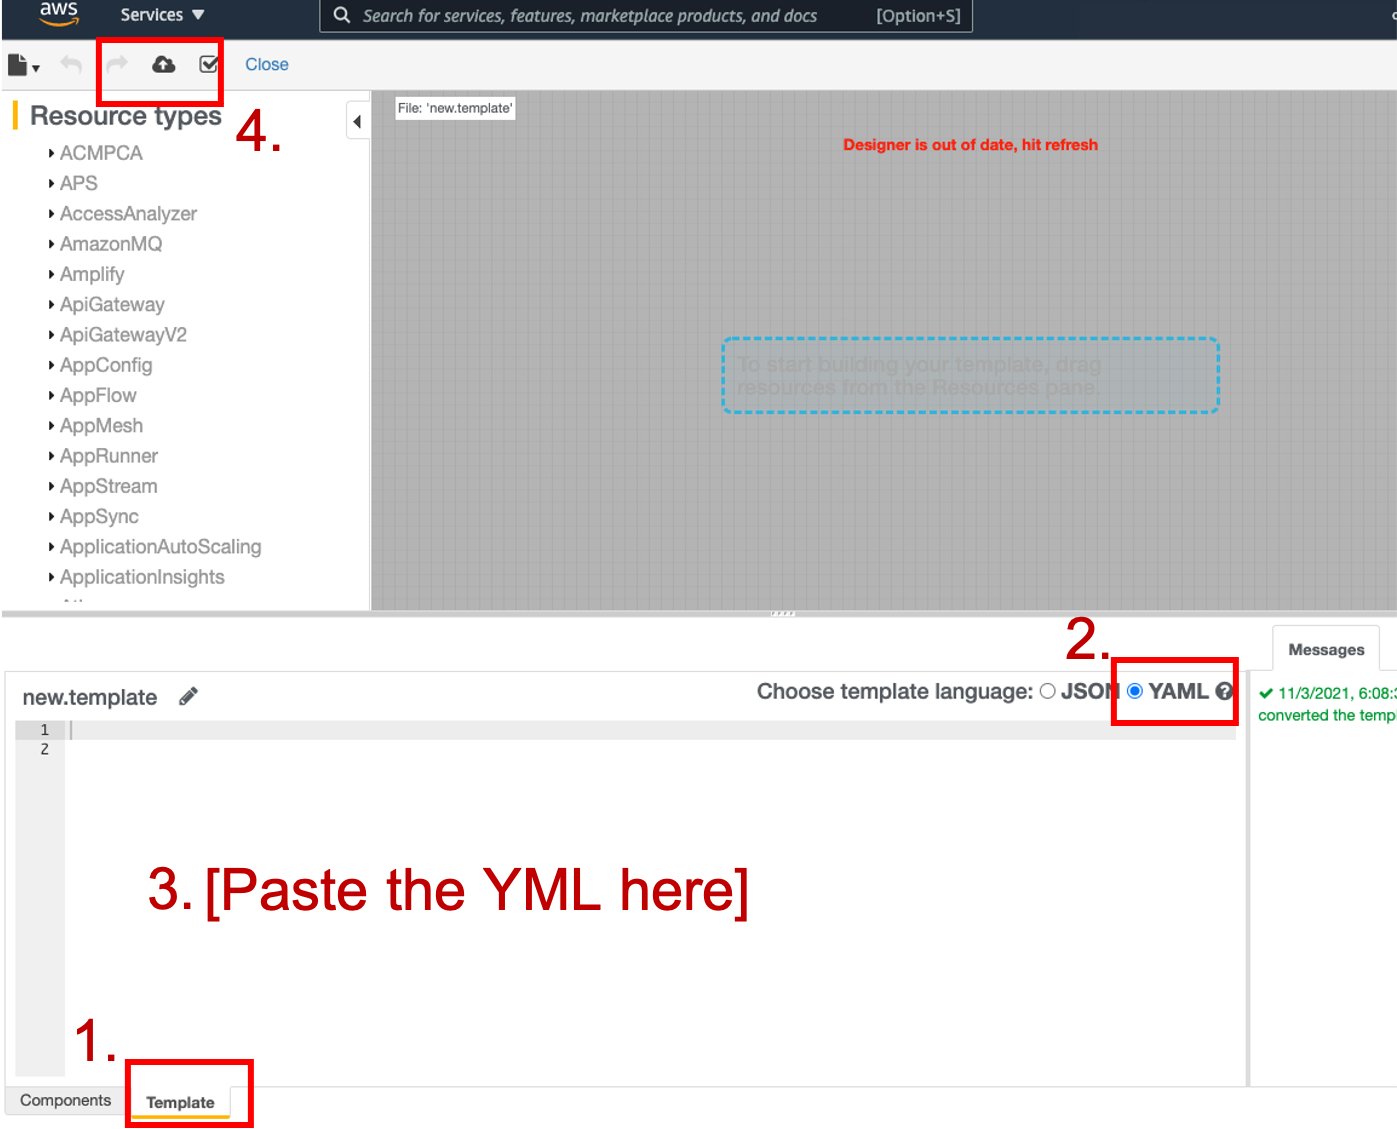 aws
Services ▼
Search for services, features, marketplace products, and docs [Option+S]
Close
Resource types
4.
ACMPCA
APS
AccessAnalyzer
AmazonMQ
Amplify
ApiGateway
ApiGatewayV2
AppConfig
AppFlow
AppMesh
AppRunner
AppStream
AppSync
ApplicationAutoScaling
ApplicationInsights
File: 'new.template'
Designer is out of date, hit refresh
To start building your template, drag
resources from the Resources pane.
2.
Messages
new.template
Choose template language: JSON YAML ?
11/3/2021, 6:08:3
converted the temp
1
2
3. [Paste the YML here]
1.
Components
Template